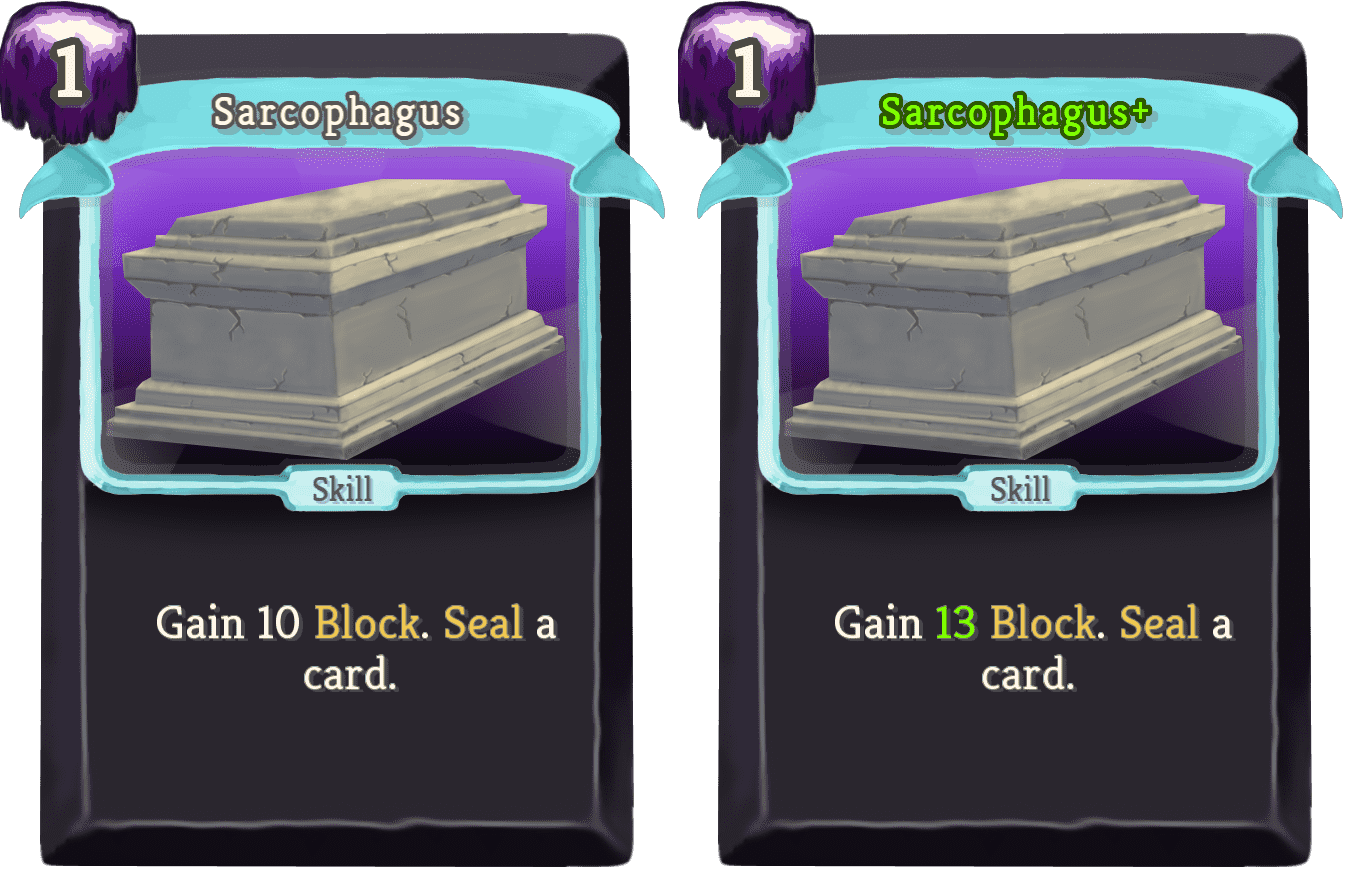 1
Sarcophagus
Skill
Gain 10 Block. Seal a
card.
1
Sarcophagus+
Skill
Gain 13 Block. Seal a
card.